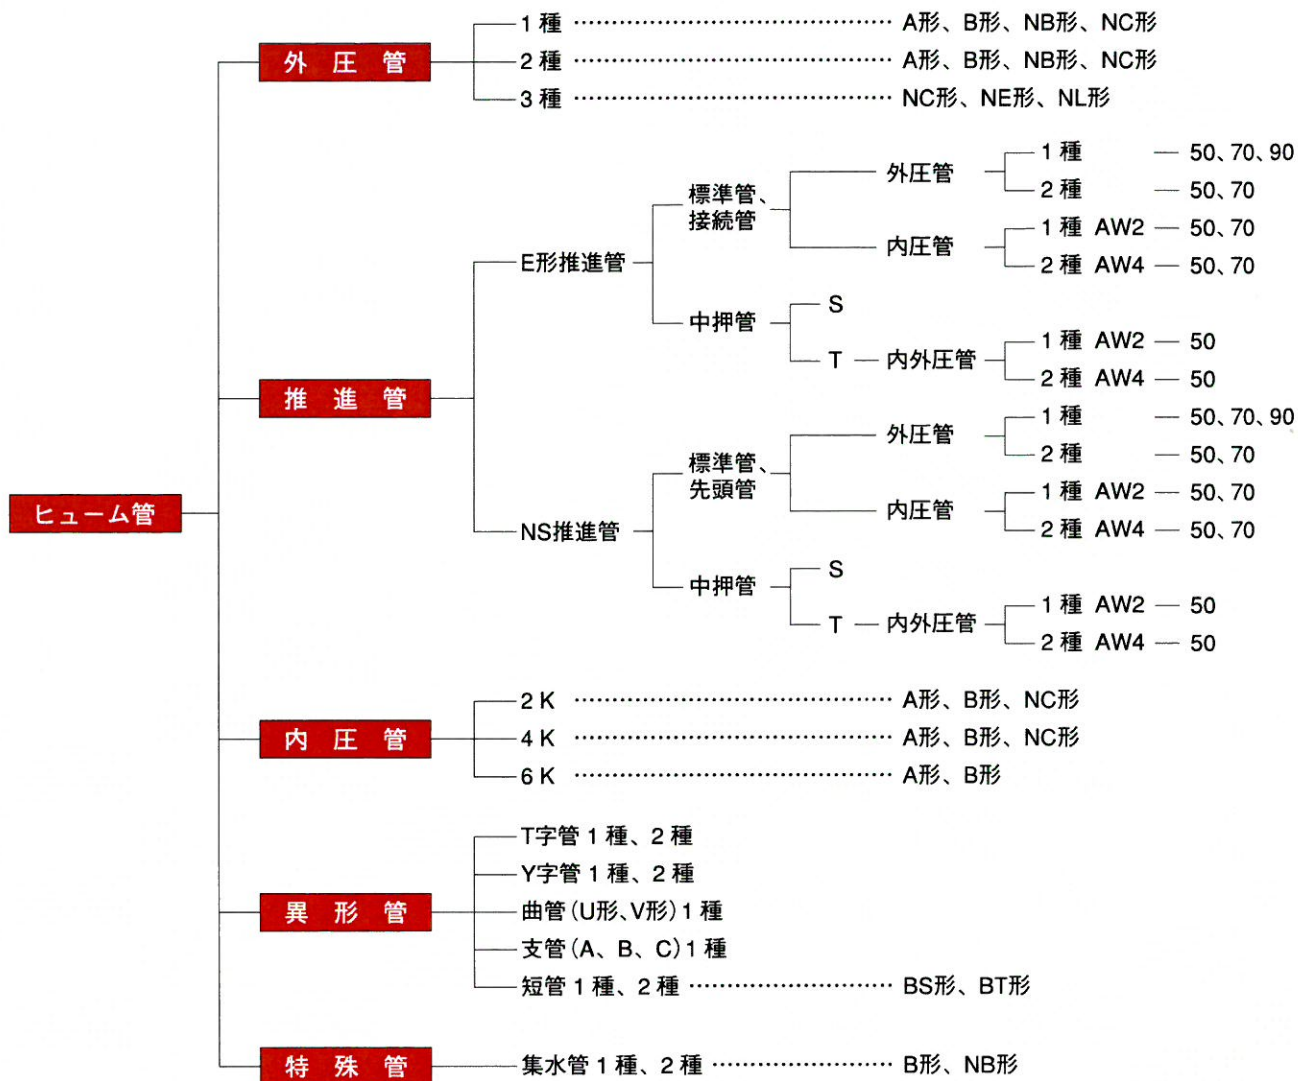 ヒューム管
外圧管
1種 A形、B形、NB形、NC形
2種 A形、B形、NB形、NC形
3種 NC形、NE形、NL形
推進管
E形推進管
標準管、
接続管
外圧管
1種 50、70、90
2種 50、70
内圧管
1種 AW2 50、70
2種 AW4 50、70
中押管
S
T 内外圧管
1種 AW2 50
2種 AW4 50
NS推進管
標準管、
先頭管
外圧管
1種 50、70、90
2種 50、70
内圧管
1種 AW2 50、70
2種 AW4 50、70
中押管
S
T 内外圧管
1種 AW2 50
2種 AW4 50
内圧管
2K A形、B形、NC形
4K A形、B形、NC形
6K A形、B形
異形管
T字管1種、2種
Y字管1種、2種
曲管(U形、V形)1種
支管(A、B、C)1種
短管1種、2種 BS形、BT形
特殊管
集水管1種、2種 B形、NB形